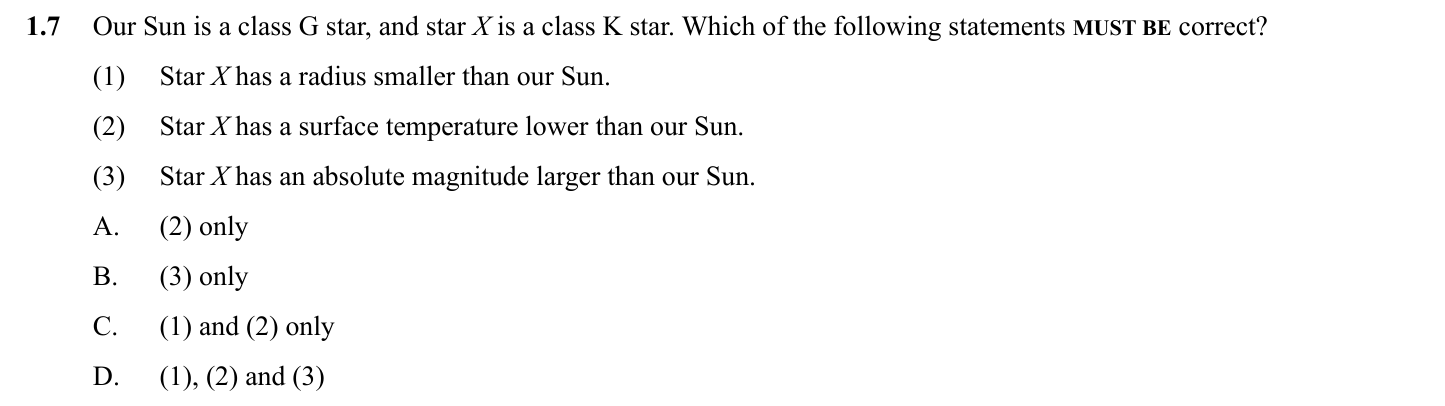 1.7 Our Sun is a class G star, and star X is a class K star. Which of the following statements MUST BE correct?
(1) Star X has a radius smaller than our Sun.
(2) Star X has a surface temperature lower than our Sun.
(3) Star X has an absolute magnitude larger than our Sun.
A. (2) only
B. (3) only
C. (1) and (2) only
D. (1), (2) and (3)